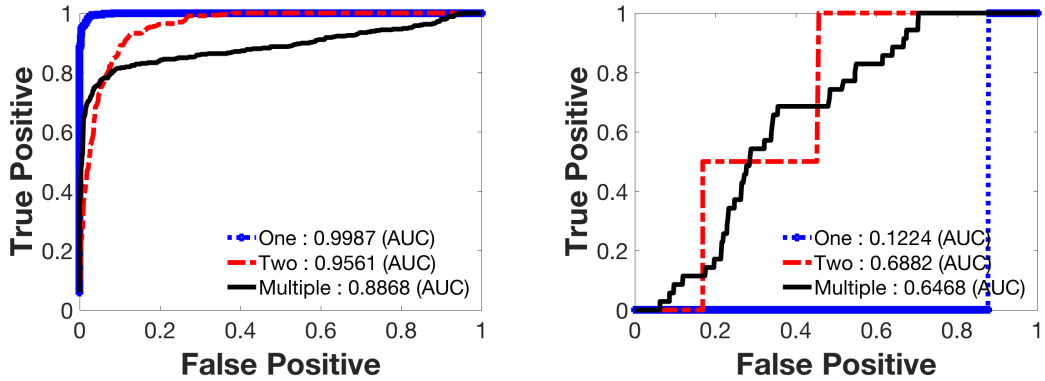 True Positive
1
0.8
0.6
0.4
0.2
0
0
0.2
0.4
0.6
0.8
1
False Positive
One : 0.9987 (AUC)
Two : 0.9561 (AUC)
Multiple : 0.8868 (AUC)
True Positive
1
0.8
0.6
0.4
0.2
0
0
0.2
0.4
0.6
0.8
1
False Positive
One : 0.1224 (AUC)
Two : 0.6882 (AUC)
Multiple : 0.6468 (AUC)